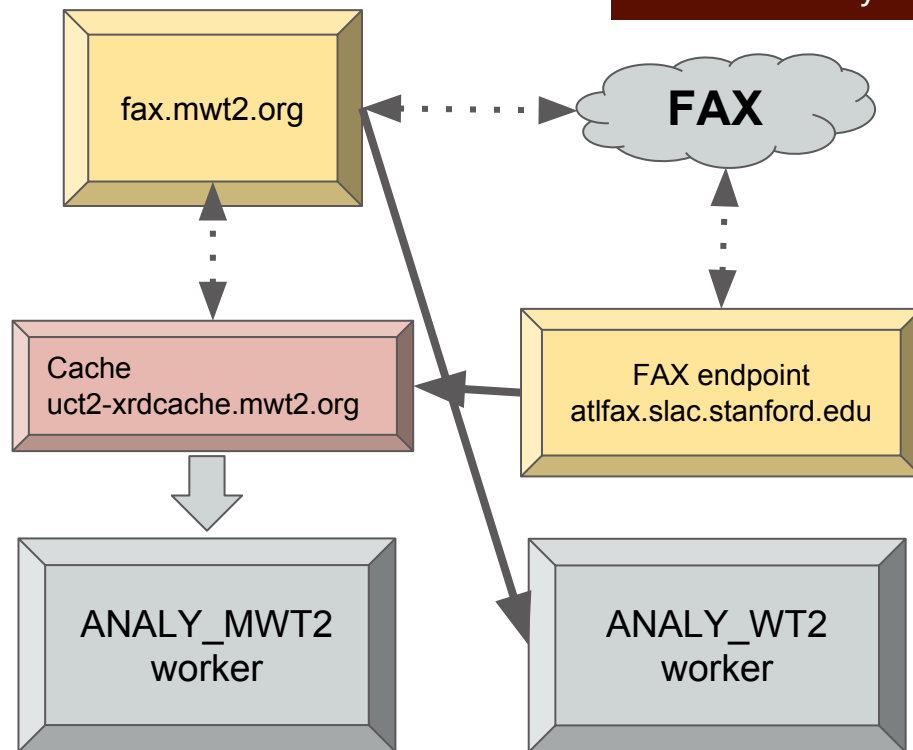 fax.mwt2.org
FAX
Cache
uct2-xrdcache.mwt2.org
FAX endpoint
atlfax.slac.stanford.edu
ANALY_MWT2
worker
ANALY_WT2
worker